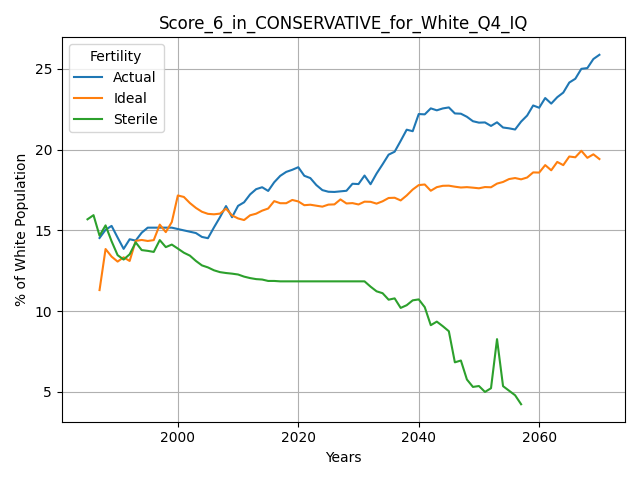 Score_6_in_CONSERVATIVE_for_White_Q4_IQ
Fertility
Actual
Ideal
Sterile
% of White Population
25
20
15
10
5
2000 2020 2040 2060
Years